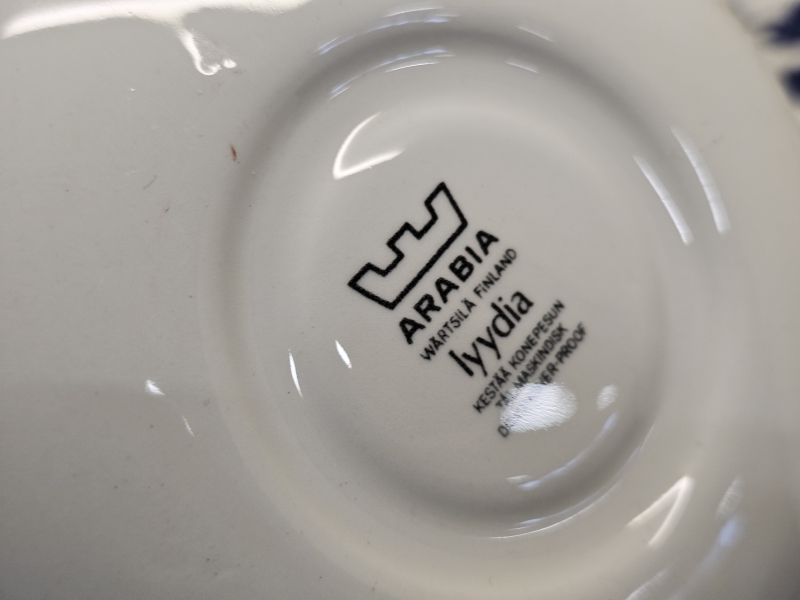 ARABIA
WÄRTSILÄ FINLAND
lyydia
KESTÄÄ KONEPESUN
MASKINDISK